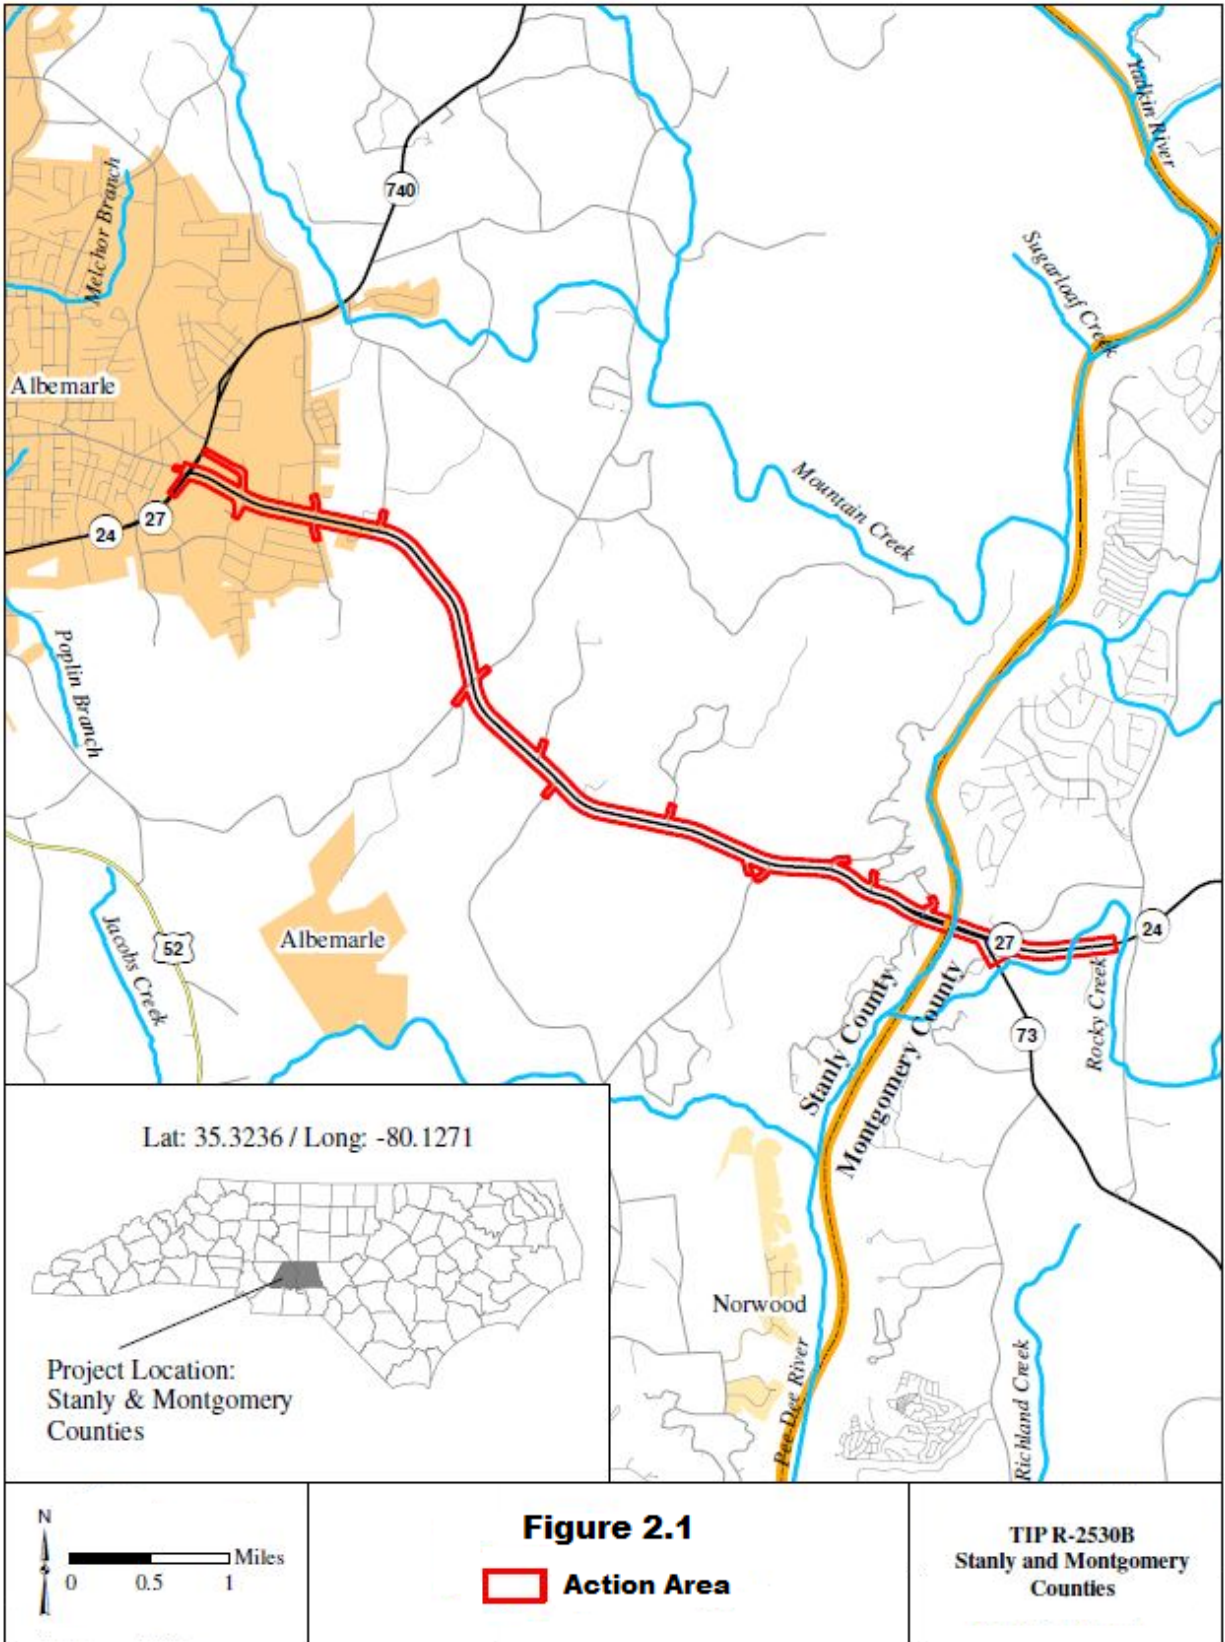 Yadkin River
Melchor Branch
740
Sugarloaf Creek
Albemarle
Mountain Creek
27
24
Poplin Branch
52
Albemarle
Jacobs Creek
24
27
Stanly County
Montgomery County
Rocky Creek
73
Lat: 35.3236 / Long: -80.1271
Norwood
Project Location:
Stanly & Montgomery
Counties
Pee Dee River
Richland Creek
N
Miles
0 0.5 1
Figure 2.1
Action Area
TIP R-2530B
Stanly and Montgomery
Counties